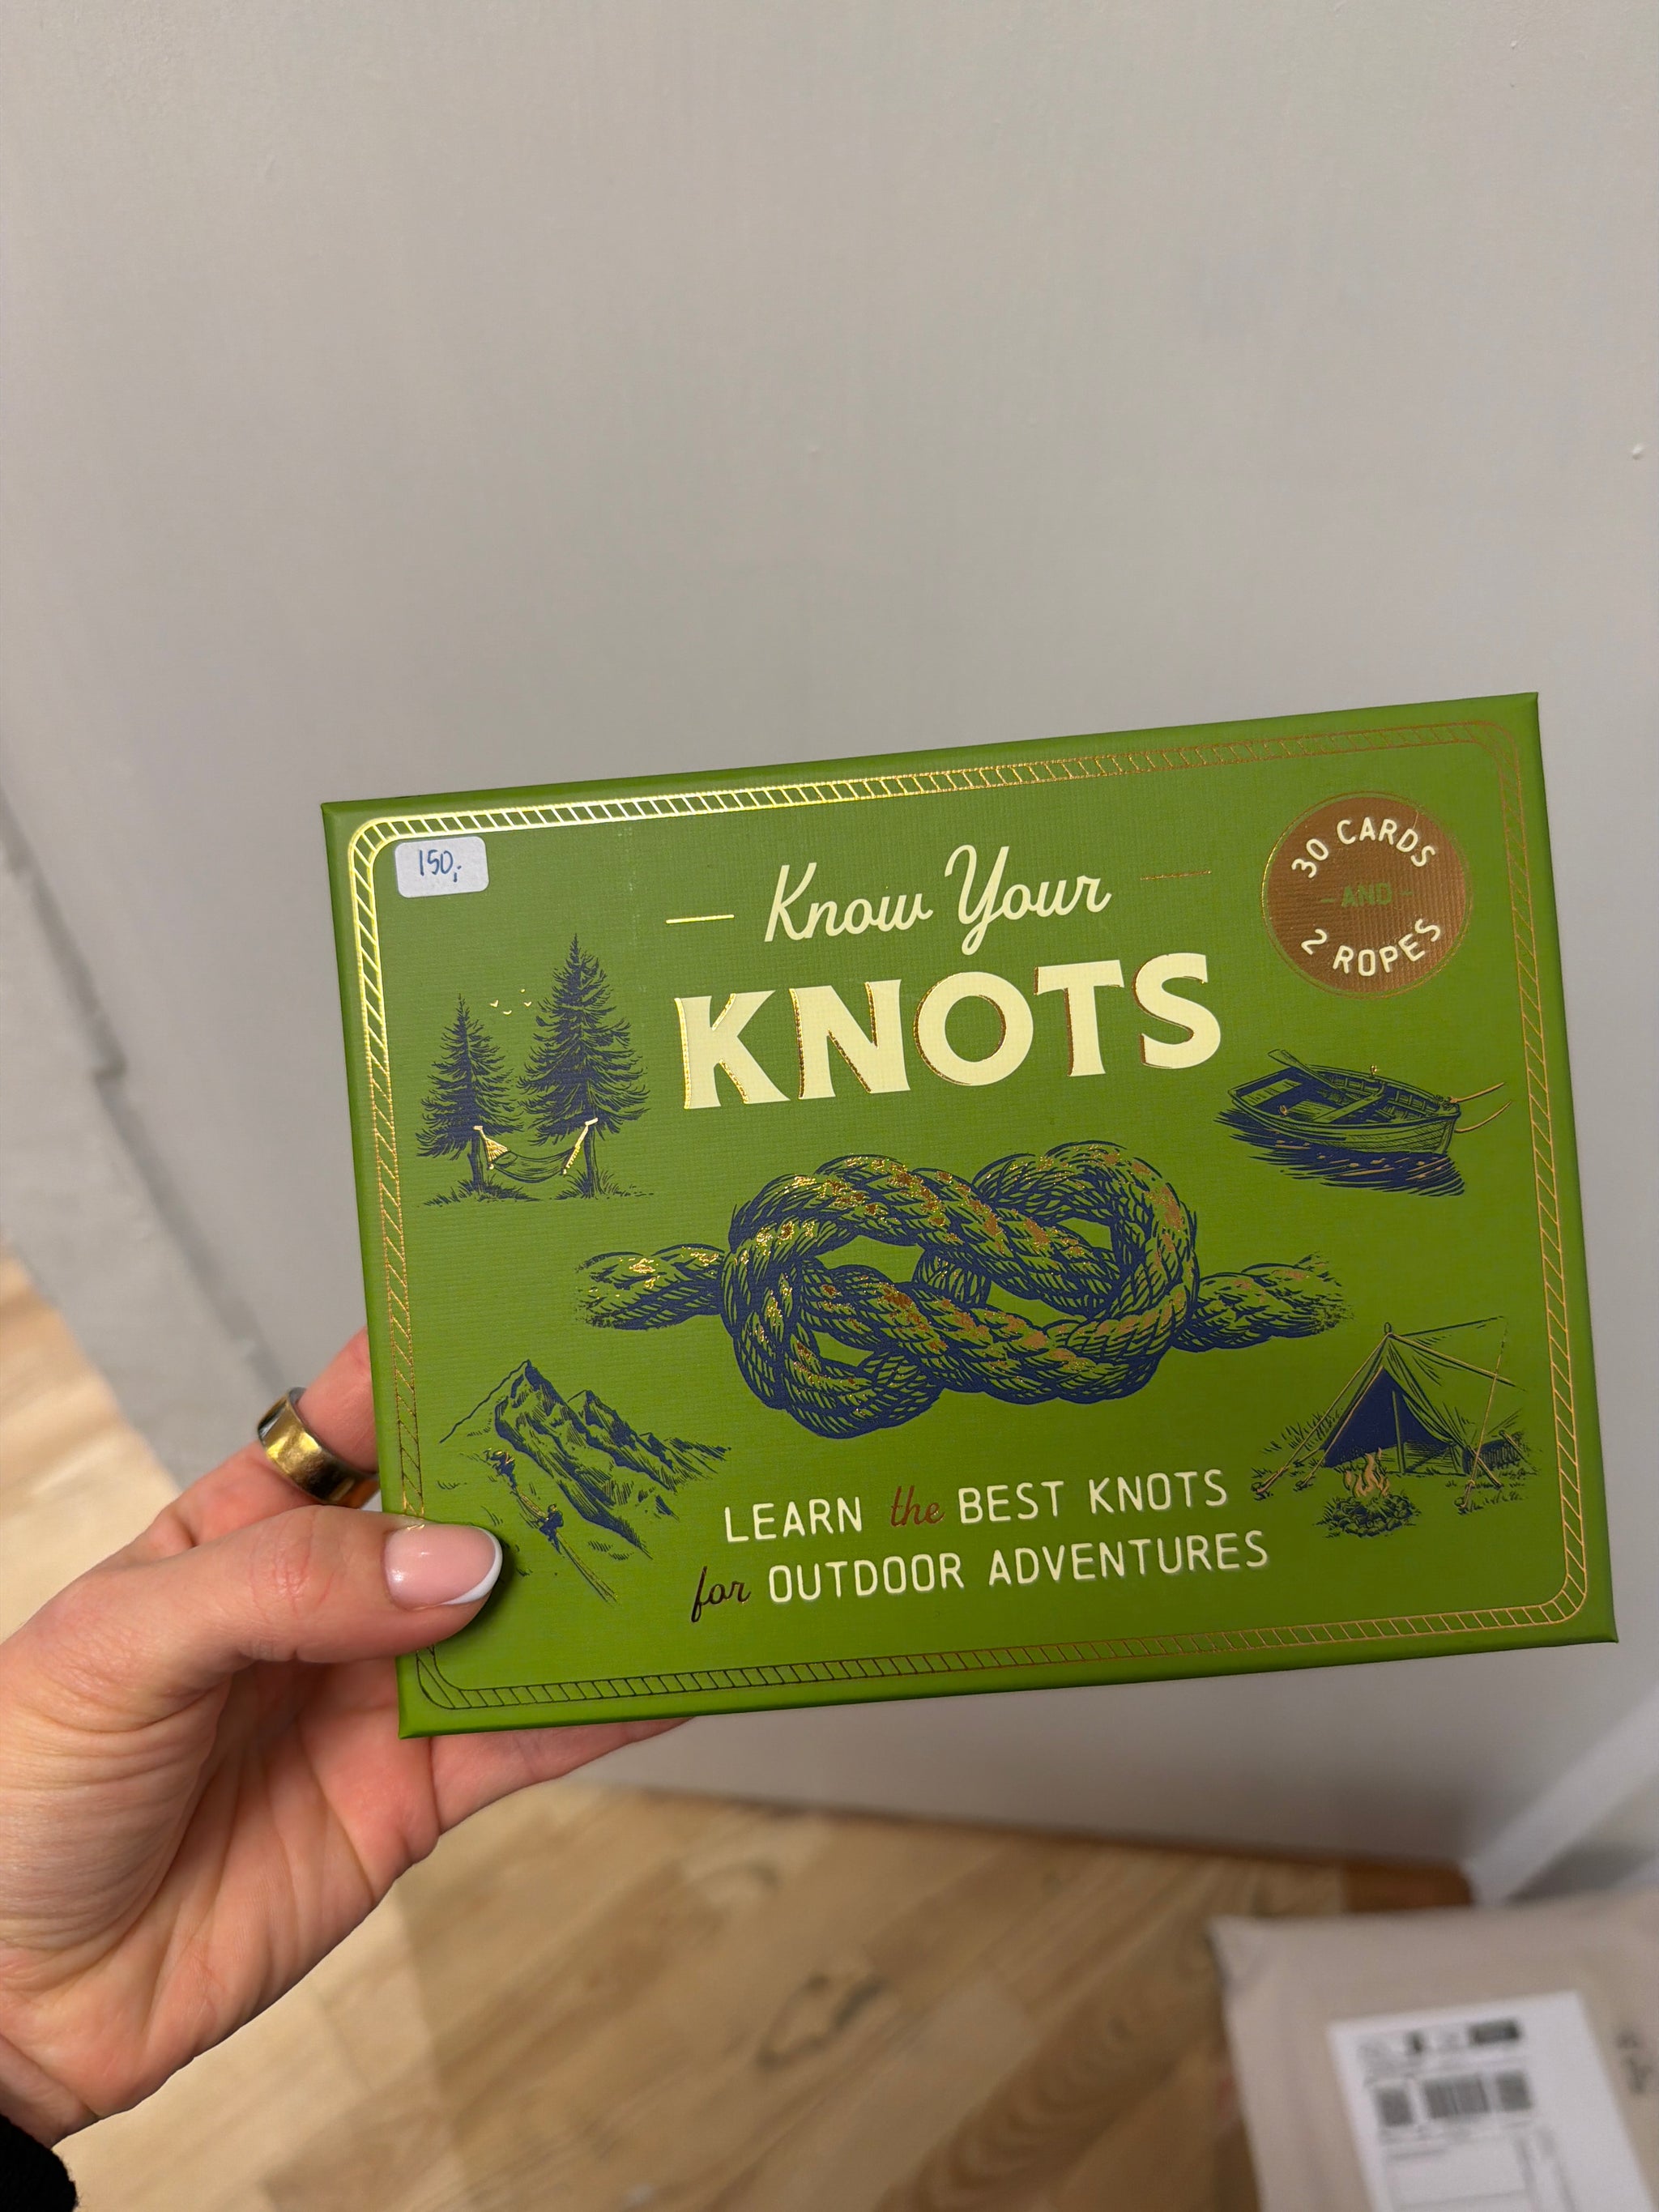 150,-
Know Your
KNOTS
30 CARDS
AND
2 ROPES
LEARN the BEST KNOTS
for OUTDOOR ADVENTURES